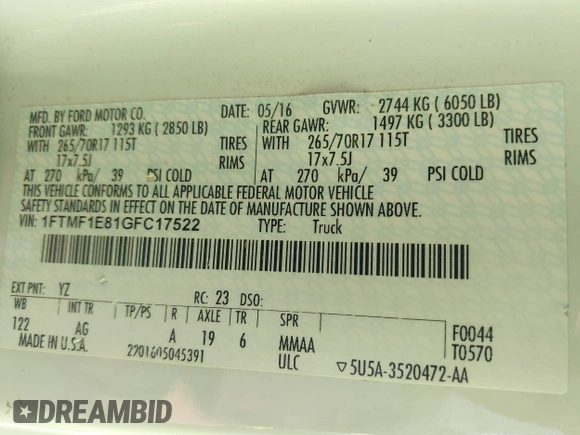 MFD. BY FORD MOTOR CO. DATE: 05/16 GVWR: 2744 KG ( 6050 LB)
FRONT GAWR: 1293 KG ( 2850 LB) REAR GAWR: 1497 KG ( 3300 LB)
WITH 265/70R17 115T TIRES WITH 265/70R17 115T TIRES
17x7.5J RIMS 17x7.5J RIMS
AT 270 kPa/ 39 PSI COLD AT 270 kPa/ 39 PSI COLD
THIS VEHICLE CONFORMS TO ALL APPLICABLE FEDERAL MOTOR VEHICLE
SAFETY STANDARDS IN EFFECT ON THE DATE OF MANUFACTURE SHOWN ABOVE.
VIN: 1FTMF1E81GFC17522 TYPE: Truck
EXT PNT: YZ RC: 23 DSO:
WB INT TR TP/PS R AXLE TR SPR F0044
122 AG A 19 6 MMAA T0570
MADE IN U.S.A. 2201605045391 ULC ▽5U5A-3520472-AA
DREAMBID